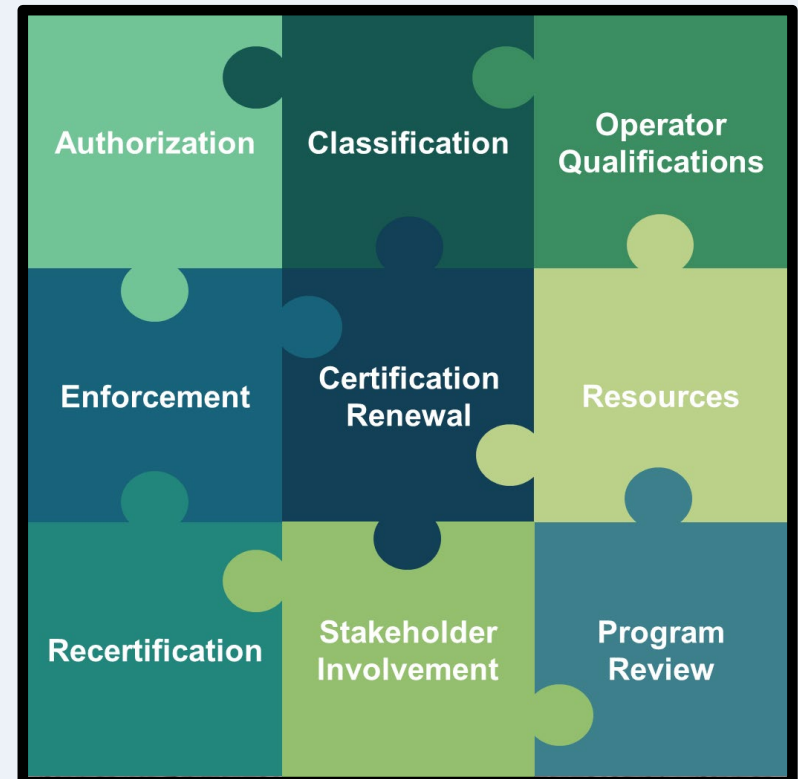 Authorization
Classification
Operator
Qualifications
Enforcement
Certification
Renewal
Resources
Recertification
Stakeholder
Involvement
Program
Review